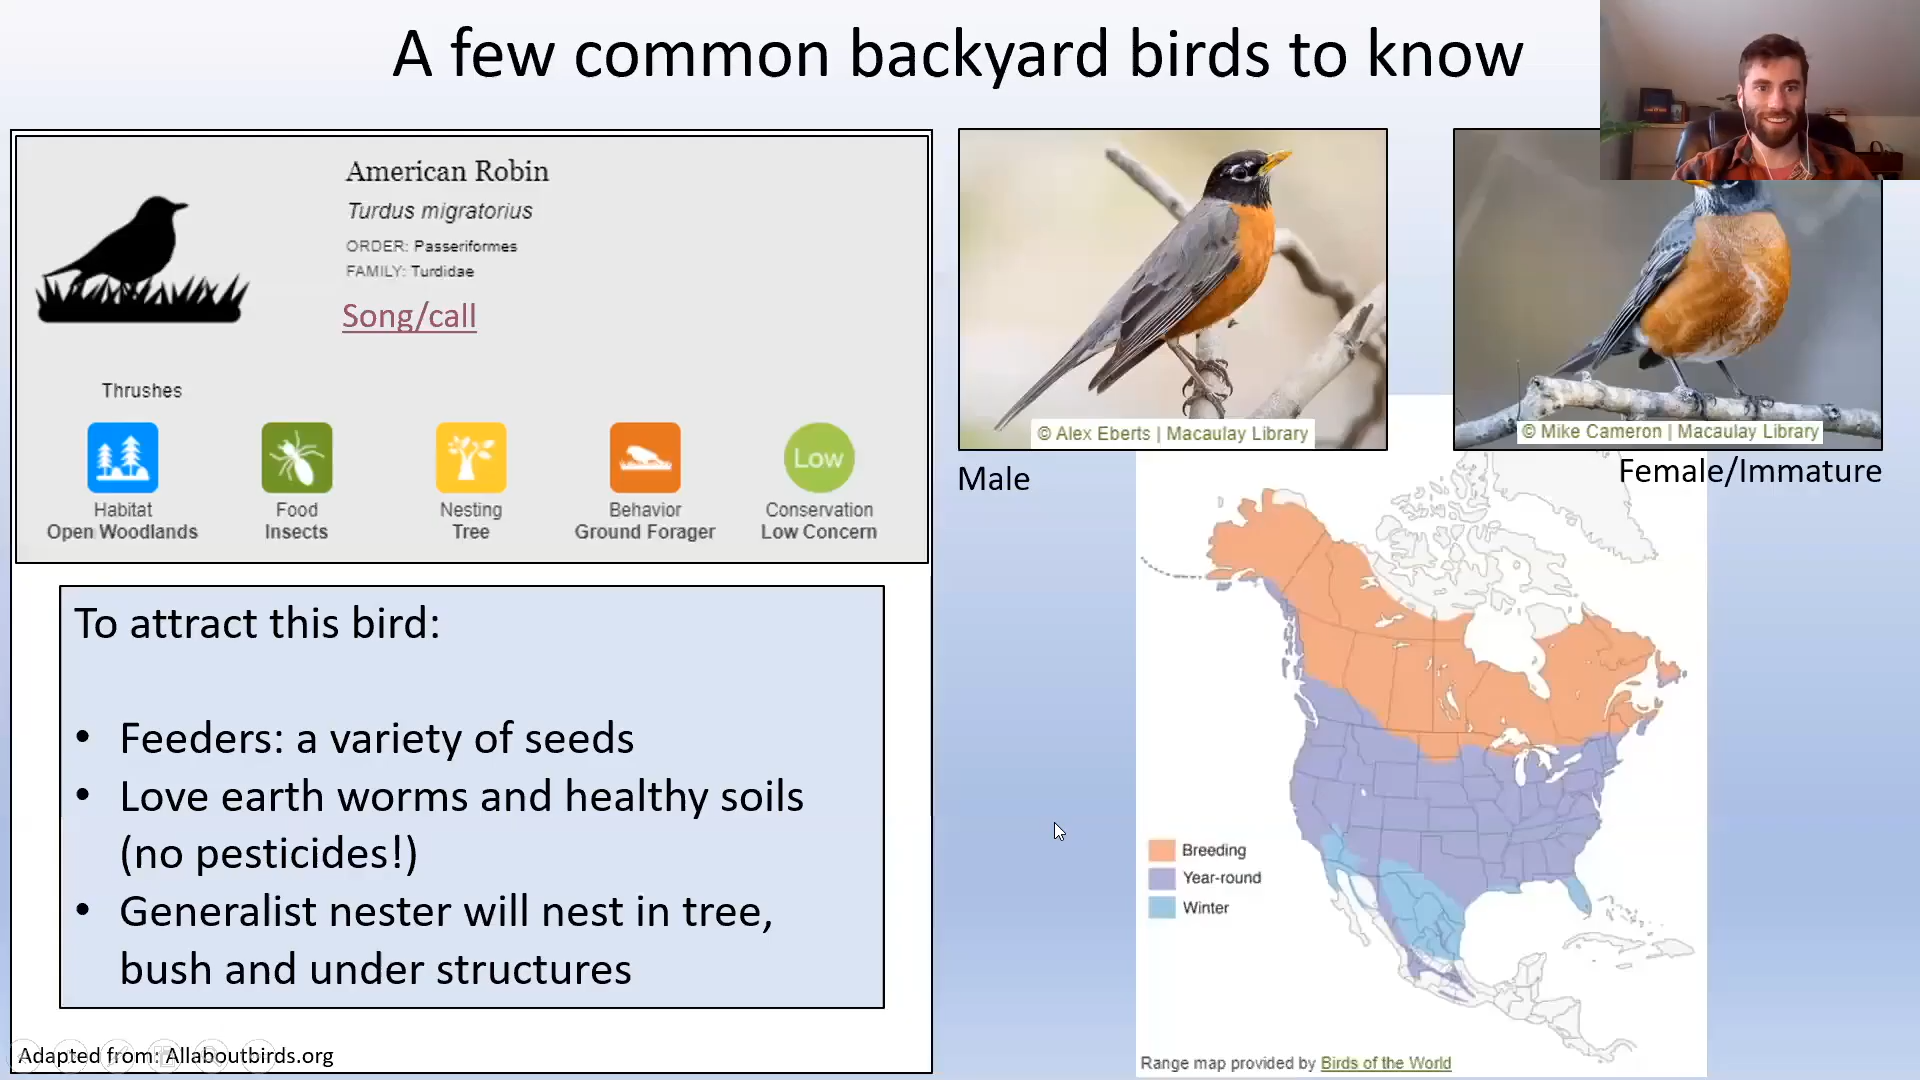 A few common backyard birds to know
American Robin
Turdus migratorius
ORDER: Passeriformes
FAMILY: Turdidae
Song/call
Thrushes
Low
Habitat
Open Woodlands
Food
Insects
Nesting
Tree
Behavior
Ground Forager
Conservation
Low Concern
To attract this bird:
• Feeders: a variety of seeds
• Love earth worms and healthy soils
(no pesticides!)
• Generalist nester will nest in tree,
bush and under structures
Adapted from: Allaboutbirds.org
© Alex Eberts | Macaulay Library
Male
© Mike Cameron | Macaulay Library
Female/Immature
Breeding
Year-round
Winter
Range map provided by Birds of the World